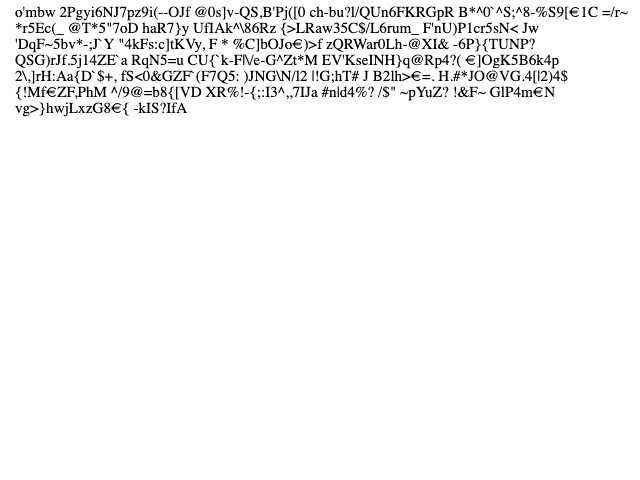 o'mbw 2Pgyi6NJ7pz9i(--OJf @0s]v-QS,B'Pj([0 ch-bu?l/QUn6FKRGpR B*^0`^S;^8-%S9[€1C =/r~
*r5Ec(_ @T*5"7oD haR7}y UfIAk^\86Rz {>LRaw35C$/L6rum_ F'nU)P1cr5sN< Jw
'DqF~5bv*-;J`Y "4kFs:c]tKVy, F * %C]bOJo€)>f zQRWar0Lh-@XI& -6P}{TUNP?
QSG)rJf.5j14ZE`a RqN5=u CU{`k-F|\/e-G^Zt*M EV'KseINH}q@Rp4?( €]OgK5B6k4p
2\,]rH:Aa{D`$+, fS<0&GZF`(F7Q5: )JNG\N/l2 |!G;hT# J B2lh>€=. H.#*JO@VG.4[l2)4$
{!Mf€ZF,PhM ^/9@=b8{[VD XR%!-{;:I3^,,7IJa #n|d4%? /$" ~pYuZ? !&F~ GlP4m€N
vg>}hwjLxzG8€{ -kIS?IfA